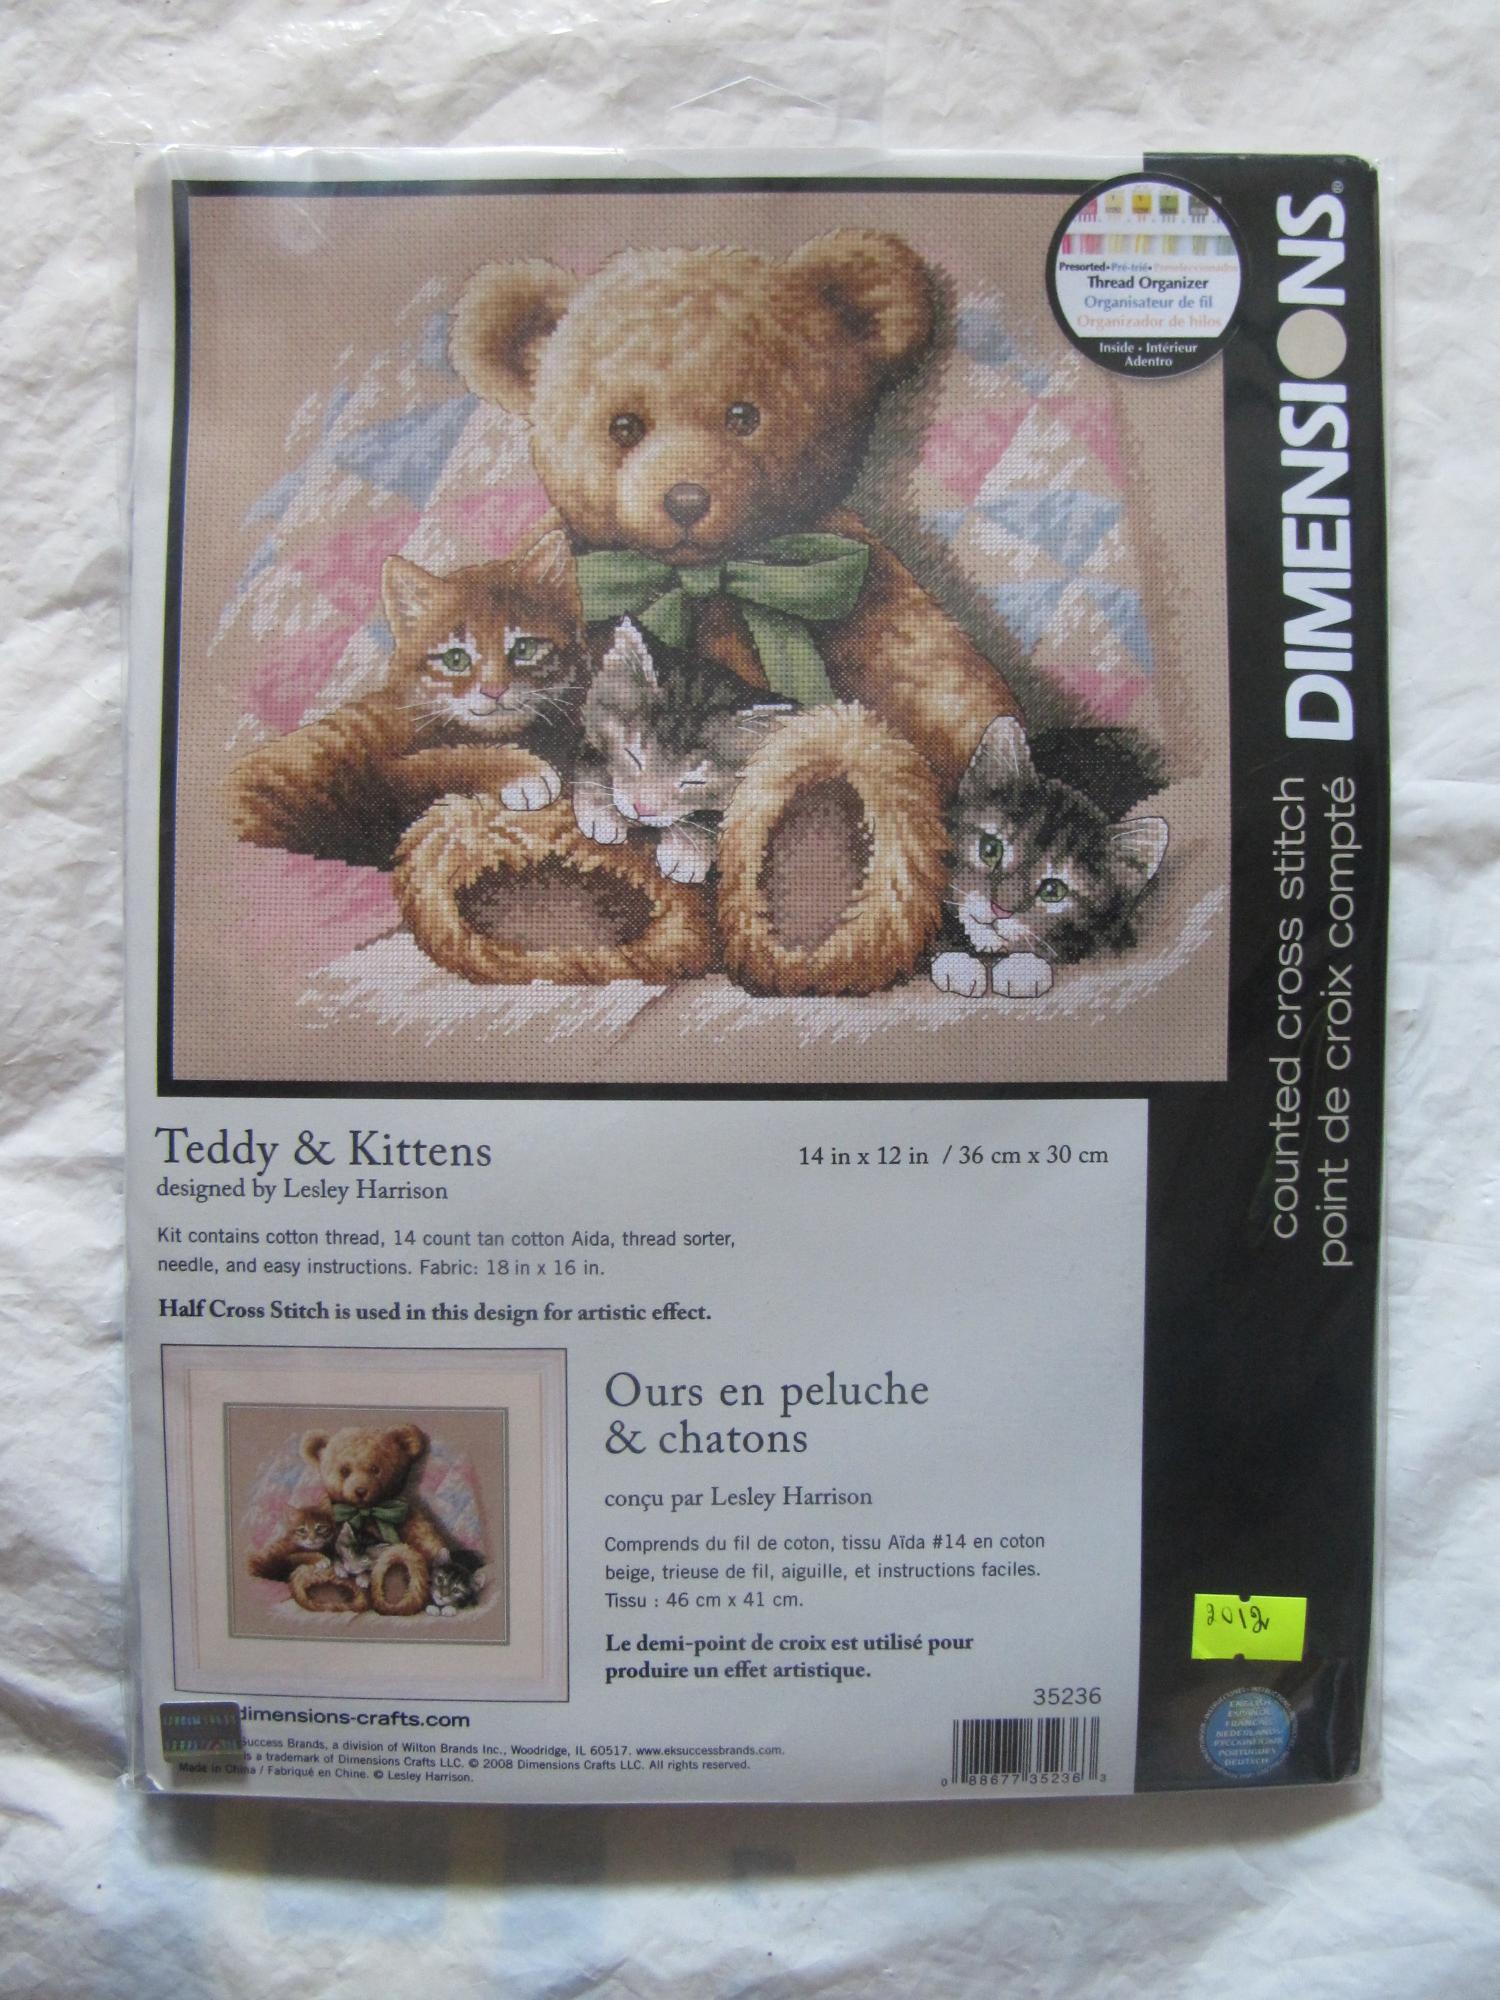 Presorted • Pré-trié • Preseleccionados
Thread Organizer
Organisateur de fil
Organizador de hilos
Inside • Intérieur
Adentro
DIMENSIONS®
counted cross stitch
point de croix compté
Teddy & Kittens
14 in x 12 in / 36 cm x 30 cm
designed by Lesley Harrison
Kit contains cotton thread, 14 count tan cotton Aida, thread sorter,
needle, and easy instructions. Fabric: 18 in x 16 in.
Half Cross Stitch is used in this design for artistic effect.
Ours en peluche
& chatons
conçu par Lesley Harrison
Comprends du fil de coton, tissu Aïda #14 en coton
beige, trieuse de fil, aiguille, et instructions faciles.
Tissu : 46 cm x 41 cm.
Le demi-point de croix est utilisé pour
produire un effet artistique.
2012
35236
0 88677 35236 3
dimensions-crafts.com
Success Brands, a division of Wilton Brands Inc., Woodridge, IL 60517. www.eksuccessbrands.com.
is a trademark of Dimensions Crafts LLC. © 2008 Dimensions Crafts LLC. All rights reserved.
Made in China / Fabriqué en Chine. © Lesley Harrison.
ENGLISH
ESPAÑOL
FRANÇAIS
NEDERLANDS
РУССКИЙ ЯЗЫК
PORTUGUES
DEUTSCH